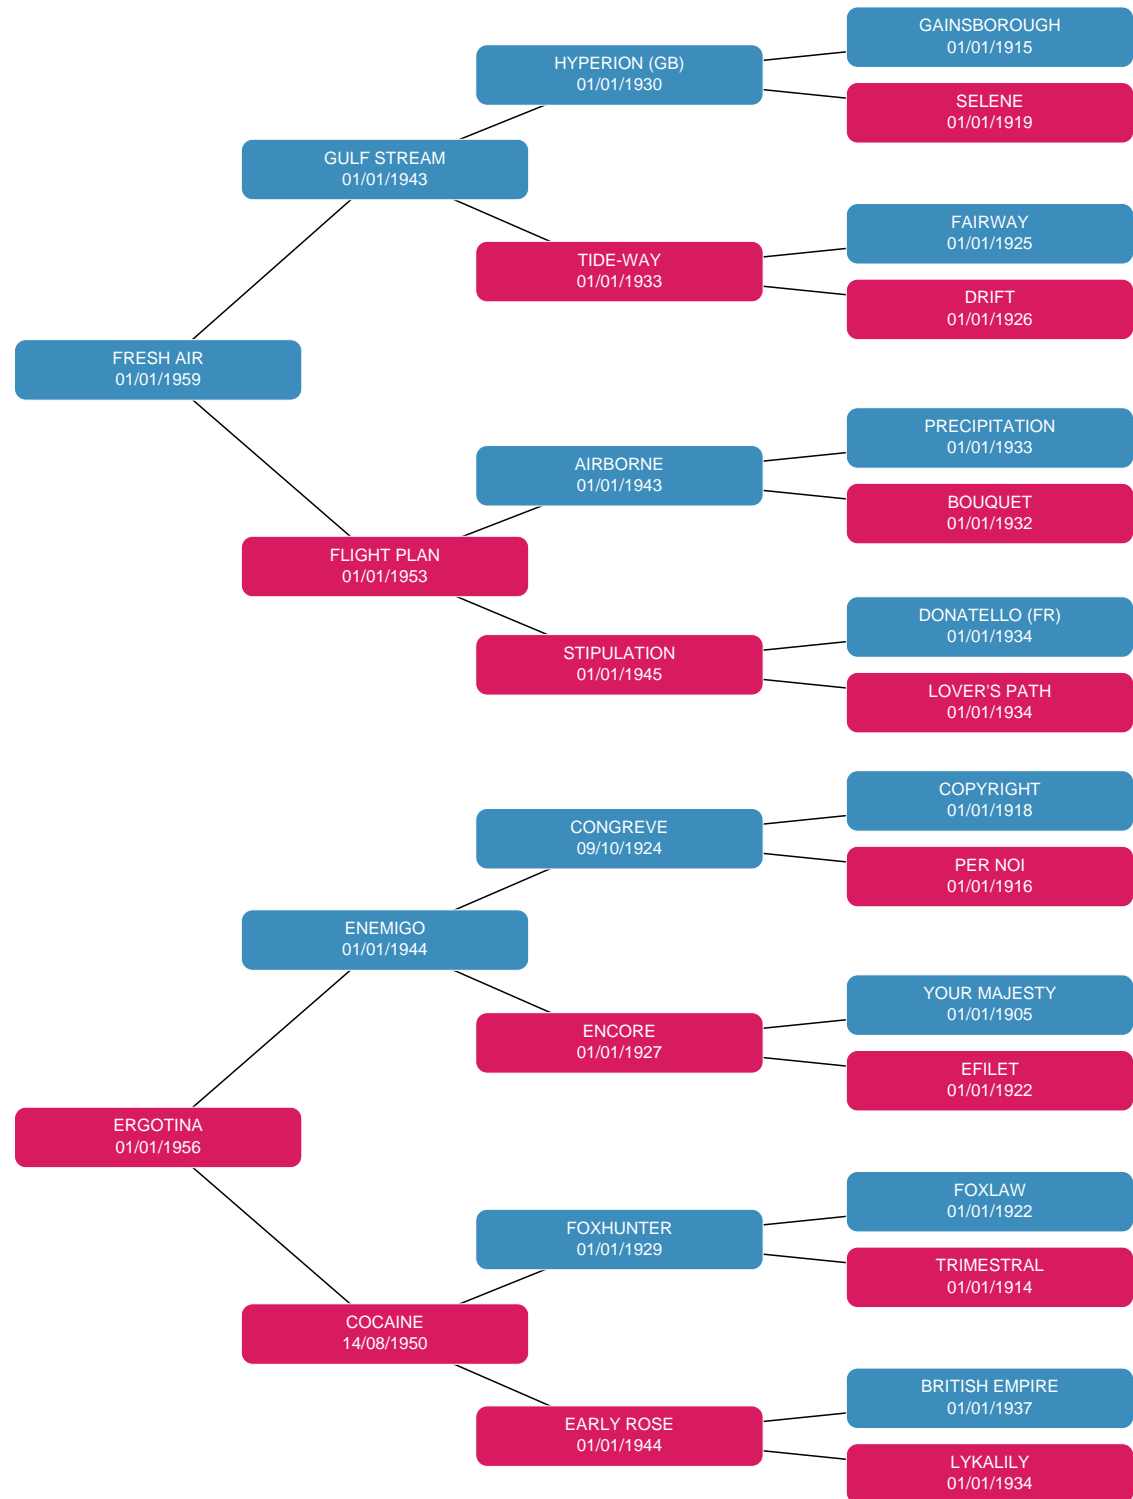 GAINSBOROUGH
01/01/1915
HYPERION (GB)
01/01/1930
SELENE
01/01/1919
GULF STREAM
01/01/1943
FAIRWAY
01/01/1925
TIDE-WAY
01/01/1933
DRIFT
01/01/1926
FRESH AIR
01/01/1959
PRECIPITATION
01/01/1933
AIRBORNE
01/01/1943
BOUQUET
01/01/1932
FLIGHT PLAN
01/01/1953
DONATELLO (FR)
01/01/1934
STIPULATION
01/01/1945
LOVER'S PATH
01/01/1934
COPYRIGHT
01/01/1918
CONGREVE
09/10/1924
PER NOI
01/01/1916
ENEMIGO
01/01/1944
YOUR MAJESTY
01/01/1905
ENCORE
01/01/1927
EFILET
01/01/1922
ERGOTINA
01/01/1956
FOXLAW
01/01/1922
FOXHUNTER
01/01/1929
TRIMESTRAL
01/01/1914
COCAINE
14/08/1950
BRITISH EMPIRE
01/01/1937
EARLY ROSE
01/01/1944
LYKALILY
01/01/1934